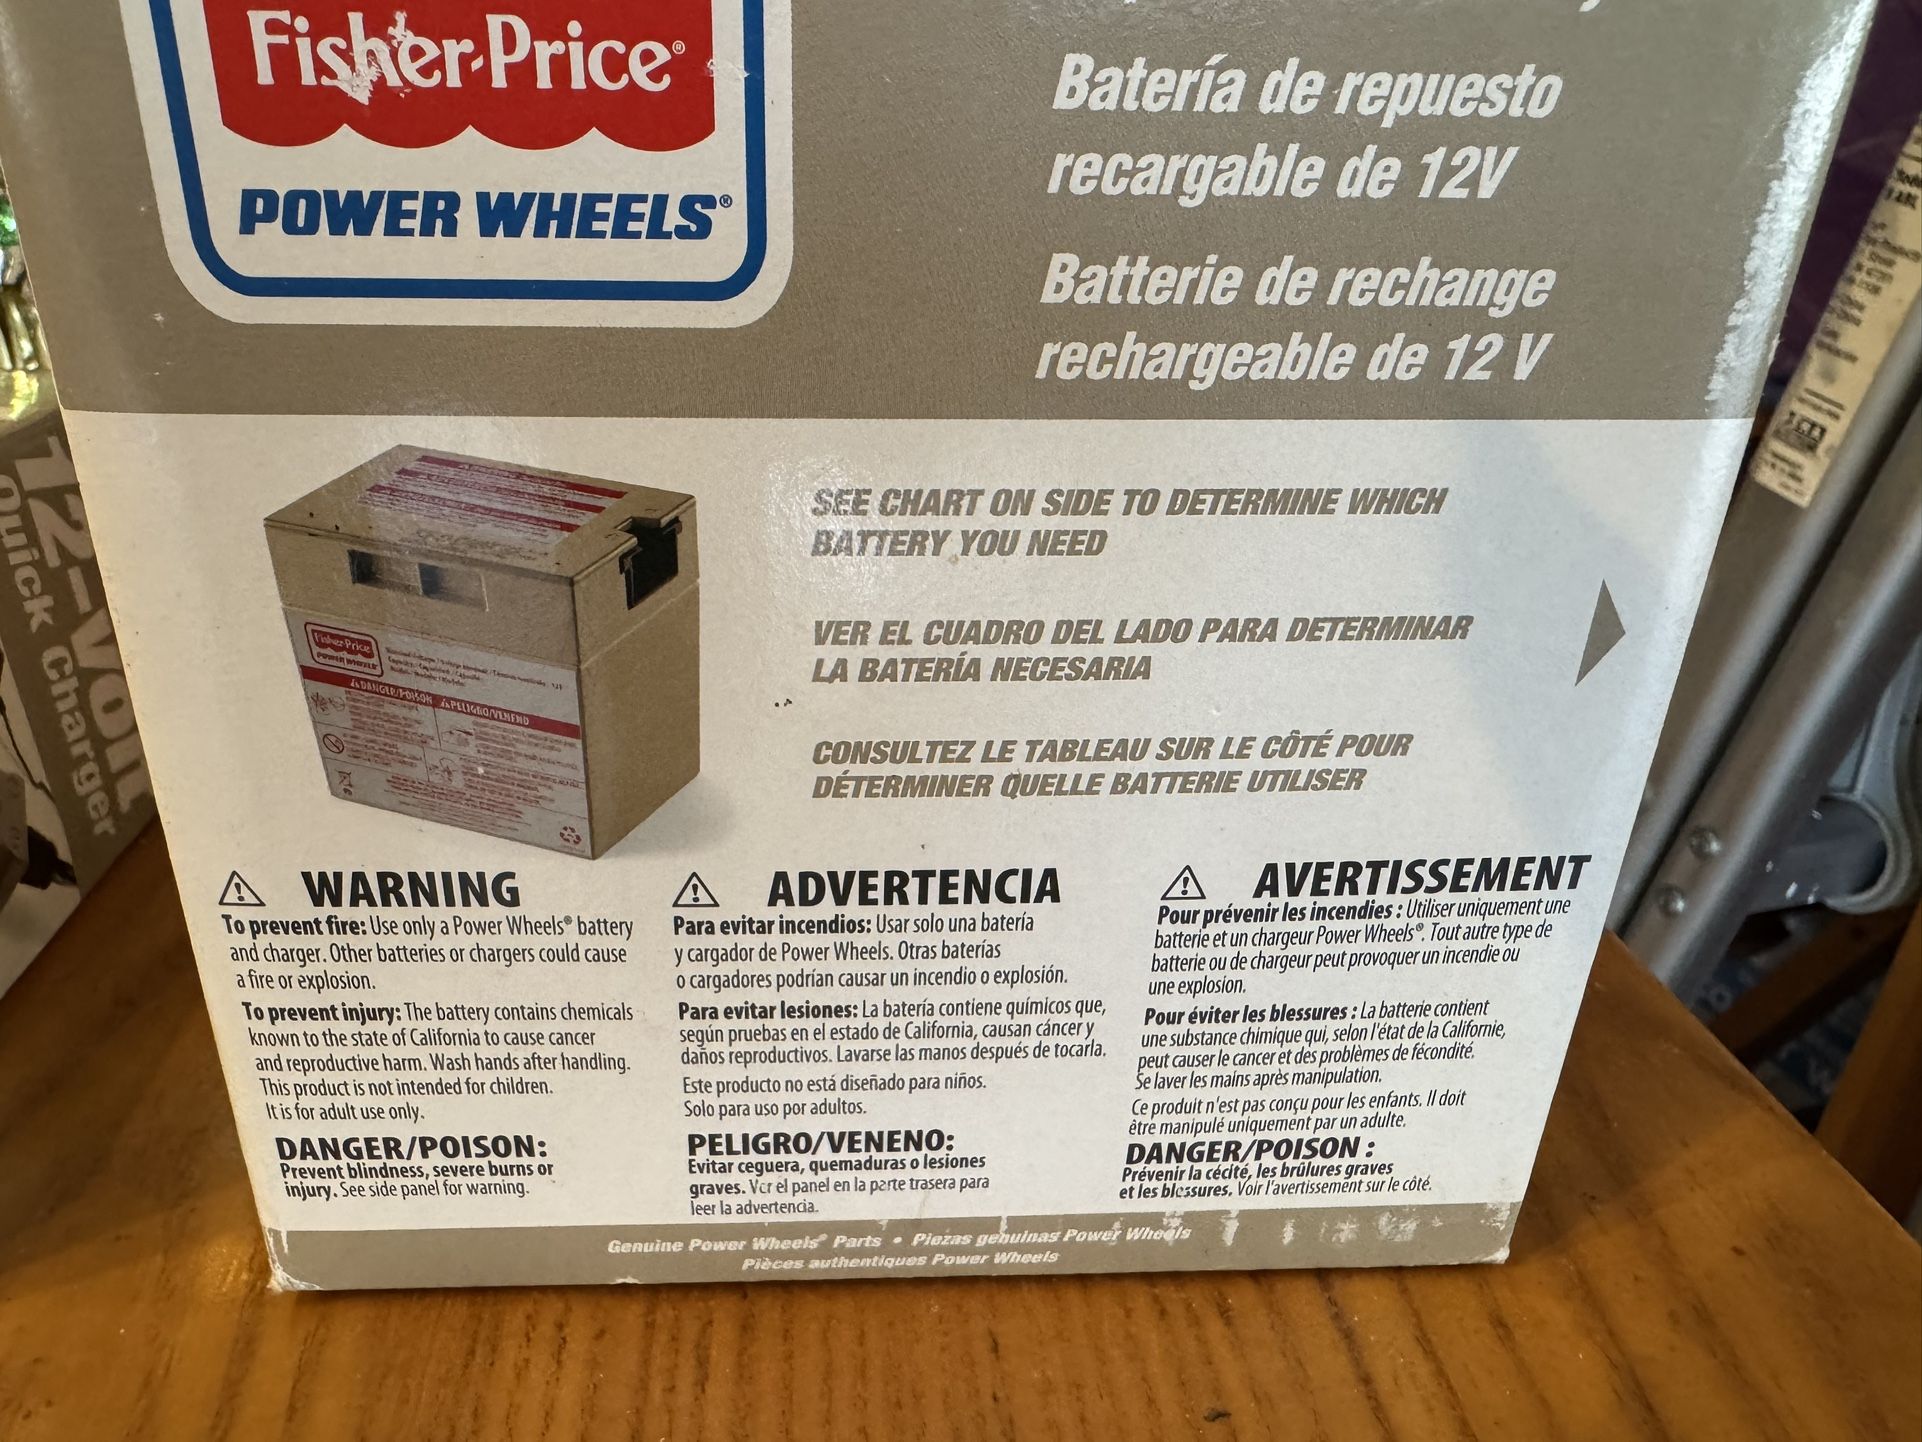 Fisher-Price®
POWER WHEELS®
Batería de repuesto
recargable de 12V
Batterie de rechange
rechargeable de 12 V
SEE CHART ON SIDE TO DETERMINE WHICH
BATTERY YOU NEED
VER EL CUADRO DEL LADO PARA DETERMINAR
LA BATERÍA NECESARIA
CONSULTEZ LE TABLEAU SUR LE CÔTÉ POUR
DÉTERMINER QUELLE BATTERIE UTILISER
Fisher-Price
POWER WHEELS
DANGER/POISON PELIGRO/VENENO
WARNING
To prevent fire: Use only a Power Wheels® battery
and charger. Other batteries or chargers could cause
a fire or explosion.
To prevent injury: The battery contains chemicals
known to the state of California to cause cancer
and reproductive harm. Wash hands after handling.
This product is not intended for children.
It is for adult use only.
DANGER/POISON:
Prevent blindness, severe burns or
injury. See side panel for warning.
ADVERTENCIA
Para evitar incendios: Usar solo una batería
y cargador de Power Wheels. Otras baterías
o cargadores podrían causar un incendio o explosión.
Para evitar lesiones: La batería contiene químicos que,
según pruebas en el estado de California, causan cáncer y
daños reproductivos. Lavarse las manos después de tocarla.
Este producto no está diseñado para niños.
Solo para uso por adultos.
PELIGRO/VENENO:
Evitar ceguera, quemaduras o lesiones
graves. Ver el panel en la parte trasera para
leer la advertencia.
AVERTISSEMENT
Pour prévenir les incendies : Utiliser uniquement une
batterie et un chargeur Power Wheels®. Tout autre type de
batterie ou de chargeur peut provoquer un incendie ou
une explosion.
Pour éviter les blessures : La batterie contient
une substance chimique qui, selon l'état de la Californie,
peut causer le cancer et des problèmes de fécondité.
Se laver les mains après manipulation.
Ce produit n'est pas conçu pour les enfants. Il doit
être manipulé uniquement par un adulte.
DANGER/POISON :
Prévenir la cécité, les brûlures graves
et les blessures. Voir l'avertissement sur le côté.
Genuine Power Wheels® Parts • Piezas genuinas Power Wheels
Pièces authentiques Power Wheels
12-Volt
Quick Charger